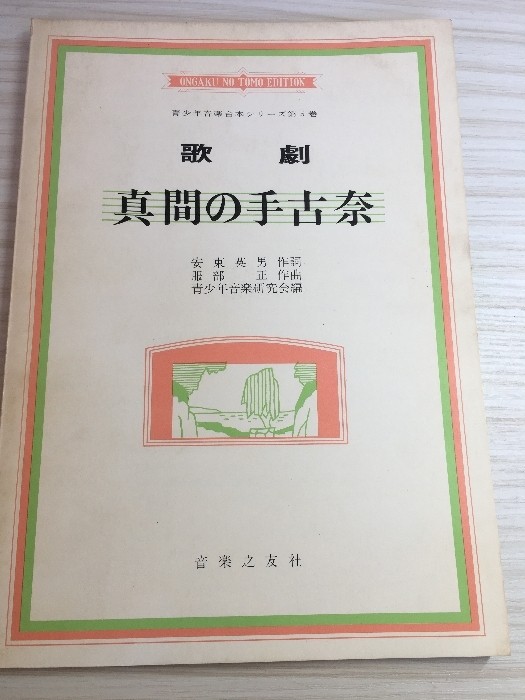 ONGAKU NO TOMO EDITION
青少年音楽台本シリーズ第5巻
歌劇
真間の手古奈
安東英男作詞
服部正作曲
青少年音楽研究会編
音楽之友社